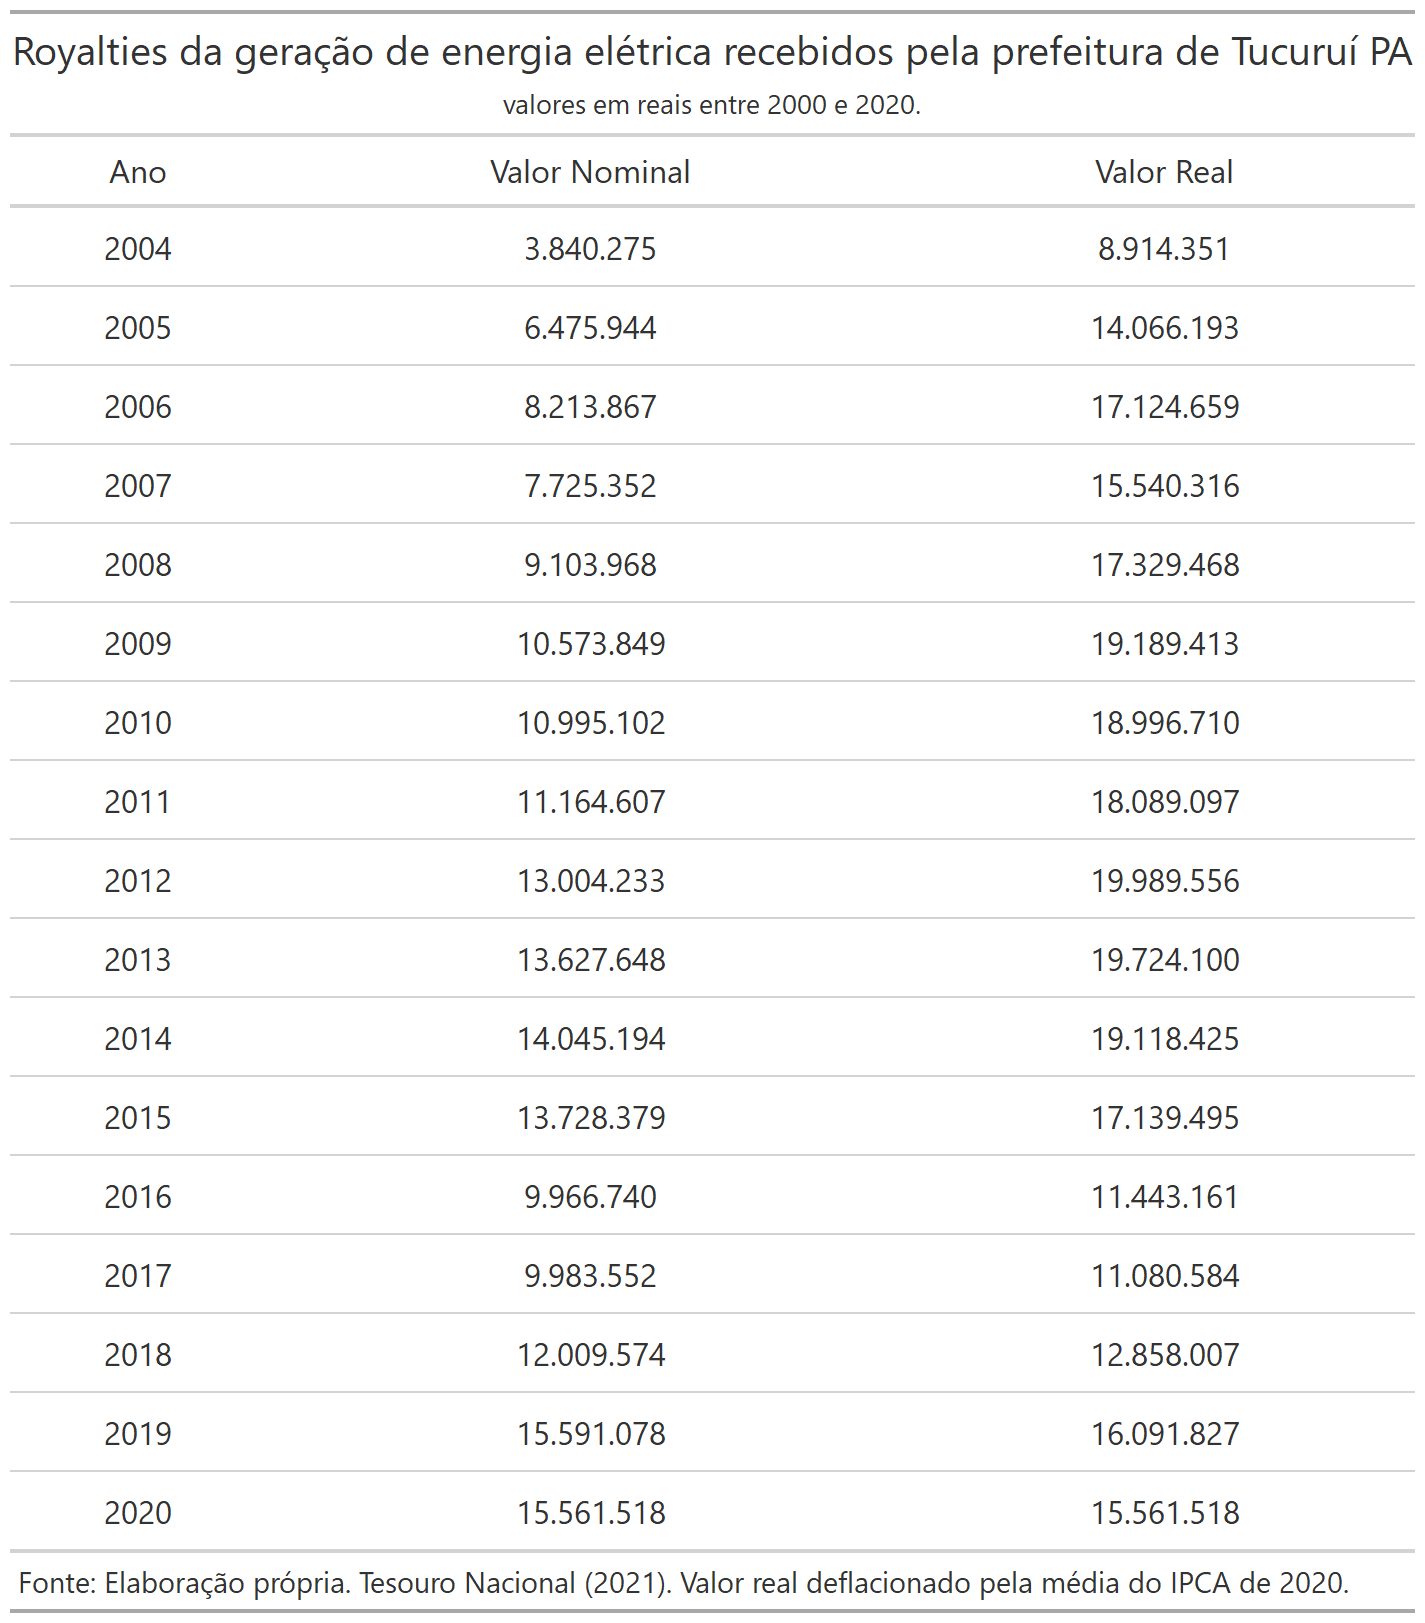 Royalties da geração de energia elétrica recebidos pela prefeitura de Tucuruí PA
valores em reais entre 2000 e 2020.
Ano Valor Nominal Valor Real
2004 3.840.275 8.914.351
2005 6.475.944 14.066.193
2006 8.213.867 17.124.659
2007 7.725.352 15.540.316
2008 9.103.968 17.329.468
2009 10.573.849 19.189.413
2010 10.995.102 18.996.710
2011 11.164.607 18.089.097
2012 13.004.233 19.989.556
2013 13.627.648 19.724.100
2014 14.045.194 19.118.425
2015 13.728.379 17.139.495
2016 9.966.740 11.443.161
2017 9.983.552 11.080.584
2018 12.009.574 12.858.007
2019 15.591.078 16.091.827
2020 15.561.518 15.561.518
Fonte: Elaboração própria. Tesouro Nacional (2021). Valor real deflacionado pela média do IPCA de 2020.